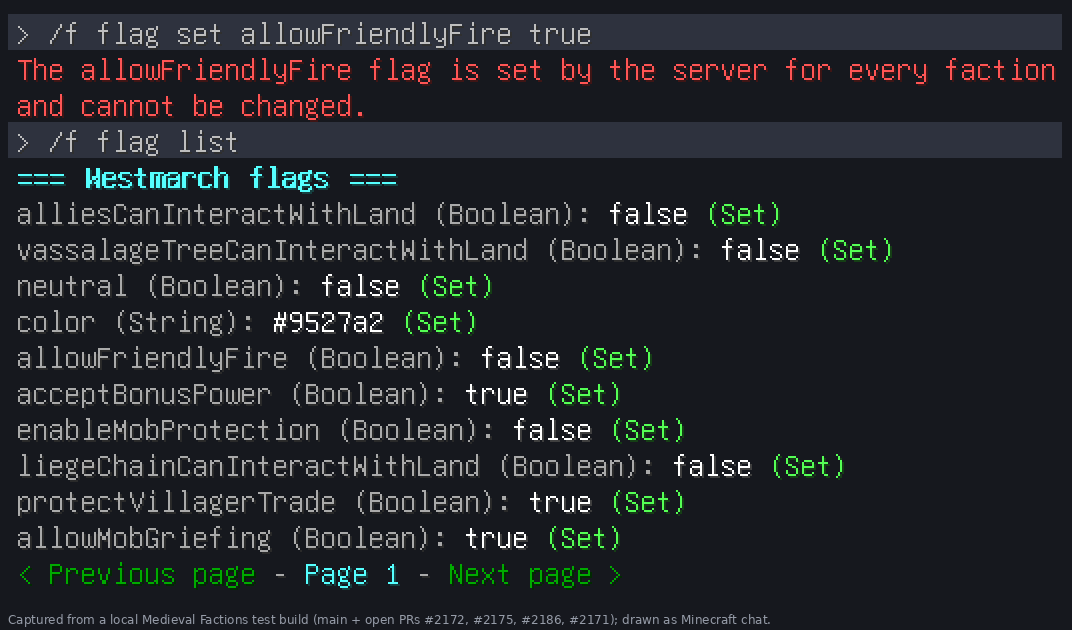 > /f flag set allowFriendlyFire true
The allowFriendlyFire flag is set by the server for every faction
and cannot be changed.
> /f flag list
=== Westmarch flags ===
alliesCanInteractWithLand (Boolean): false (Set)
vassalageTreeCanInteractWithLand (Boolean): false (Set)
neutral (Boolean): false (Set)
color (String): #9527a2 (Set)
allowFriendlyFire (Boolean): false (Set)
acceptBonusPower (Boolean): true (Set)
enableMobProtection (Boolean): false (Set)
liegeChainCanInteractWithLand (Boolean): false (Set)
protectVillagerTrade (Boolean): true (Set)
allowMobGriefing (Boolean): true (Set)
< Previous page - Page 1 - Next page >
Captured from a local Medieval Factions test build (main + open PRs #2172, #2175, #2186, #2171); drawn as Minecraft chat.